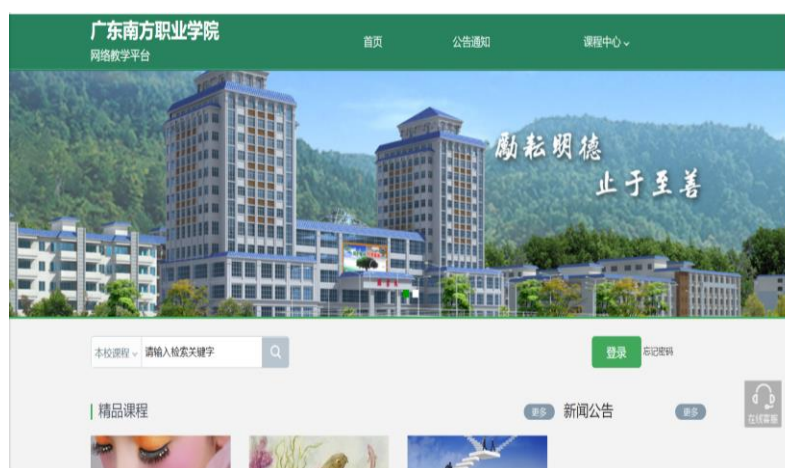 广东南方职业学院
网络教学平台
首页
公告通知
课程中心
勵耘明德
止于至善
本校课程
请输入检索关键字
登录
忘记密码
精品课程
更多
新闻公告
更多
在线客服